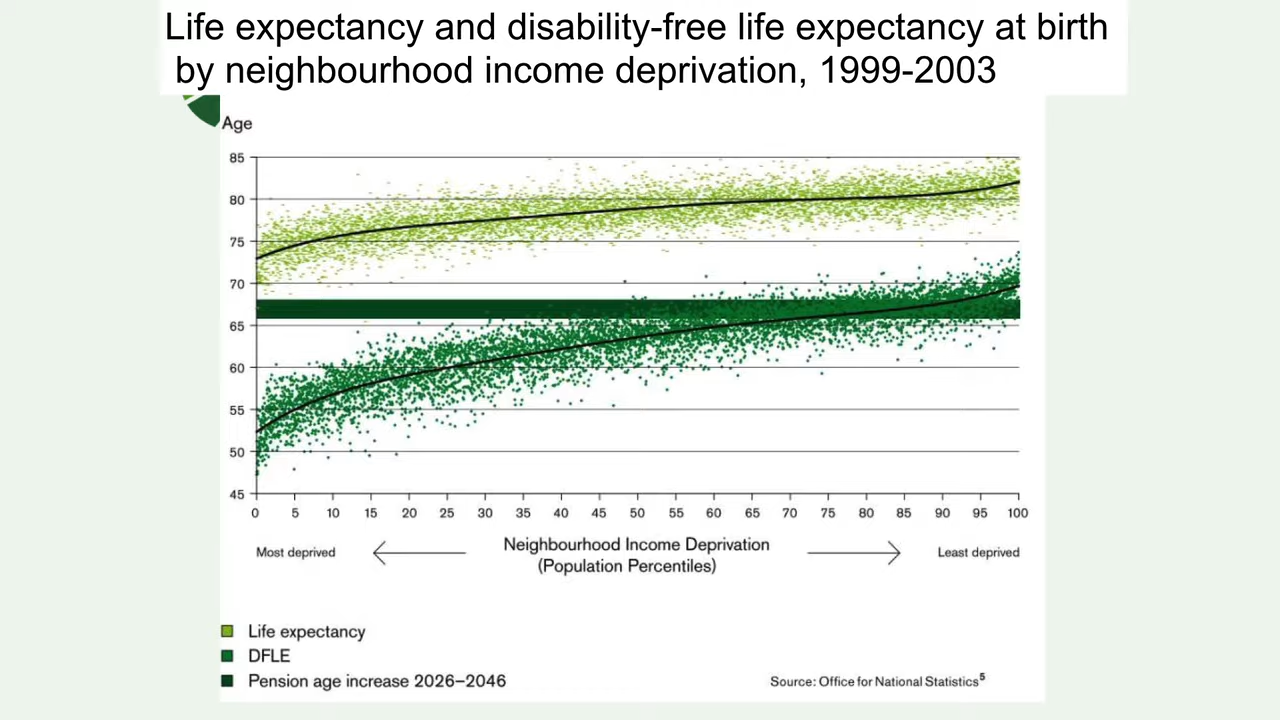 Life expectancy and disability-free life expectancy at birth
by neighbourhood income deprivation, 1999-2003
Age
85
80
75
70
65
60
55
50
45
0 5 10 15 20 25 30 35 40 45 50 55 60 65 70 75 80 85 90 95 100
Most deprived Neighbourhood Income Deprivation Least deprived
(Population Percentiles)
Life expectancy
DFLE
Pension age increase 2026–2046 Source: Office for National Statistics⁵